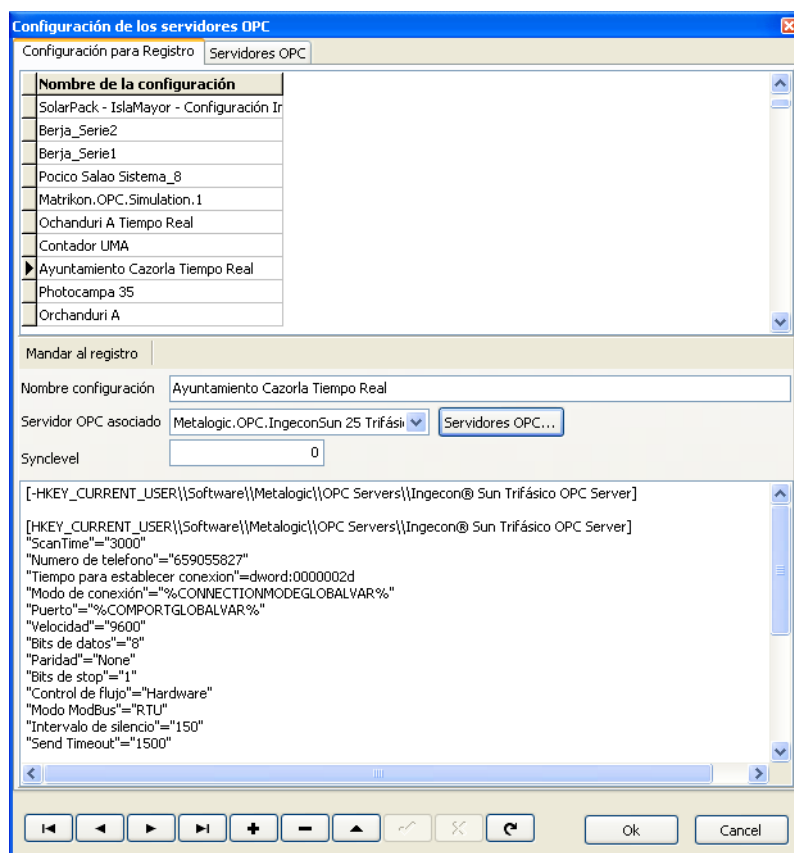 Configuración de los servidores OPC
Configuración para Registro
Servidores OPC
Nombre de la configuración
SolarPack - IslaMayor - Configuración Ir
Berja_Serie2
Berja_Serie1
Pocico Salao Sistema_8
Matrikon.OPC.Simulation.1
Ochanduri A Tiempo Real
Contador UMA
Ayuntamiento Cazorla Tiempo Real
Photocampa 35
Orchanduri A
Mandar al registro
Nombre configuración Ayuntamiento Cazorla Tiempo Real
Servidor OPC asociado Metalogic.OPC.IngeconSun 25 Trifási Servidores OPC...
Synclevel 0
[-HKEY_CURRENT_USER\\Software\\Metalogic\\OPC Servers\\Ingecon® Sun Trifásico OPC Server]
[HKEY_CURRENT_USER\\Software\\Metalogic\\OPC Servers\\Ingecon® Sun Trifásico OPC Server]
"ScanTime"="3000"
"Numero de telefono"="659055827"
"Tiempo para establecer conexion"=dword:0000002d
"Modo de conexión"="%CONNECTIONMODEGLOBALVAR%"
"Puerto"="%COMPORTGLOBALVAR%"
"Velocidad"="9600"
"Bits de datos"="8"
"Paridad"="None"
"Bits de stop"="1"
"Control de flujo"="Hardware"
"Modo ModBus"="RTU"
"Intervalo de silencio"="150"
"Send Timeout"="1500"
Ok
Cancel